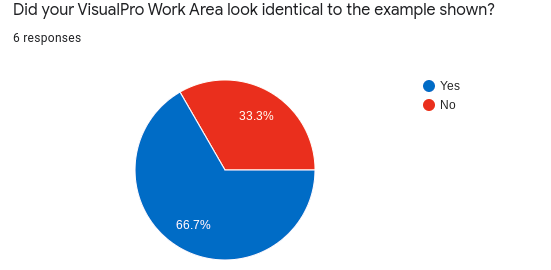 Did your VisualPro Work Area look identical to the example shown?
6 responses
Yes
No
33.3%
66.7%